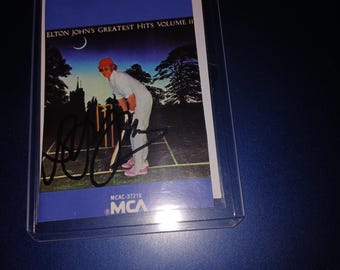 ELTON JOHN'S GREATEST HITS VOLUME II
MCAC-37216
MCA